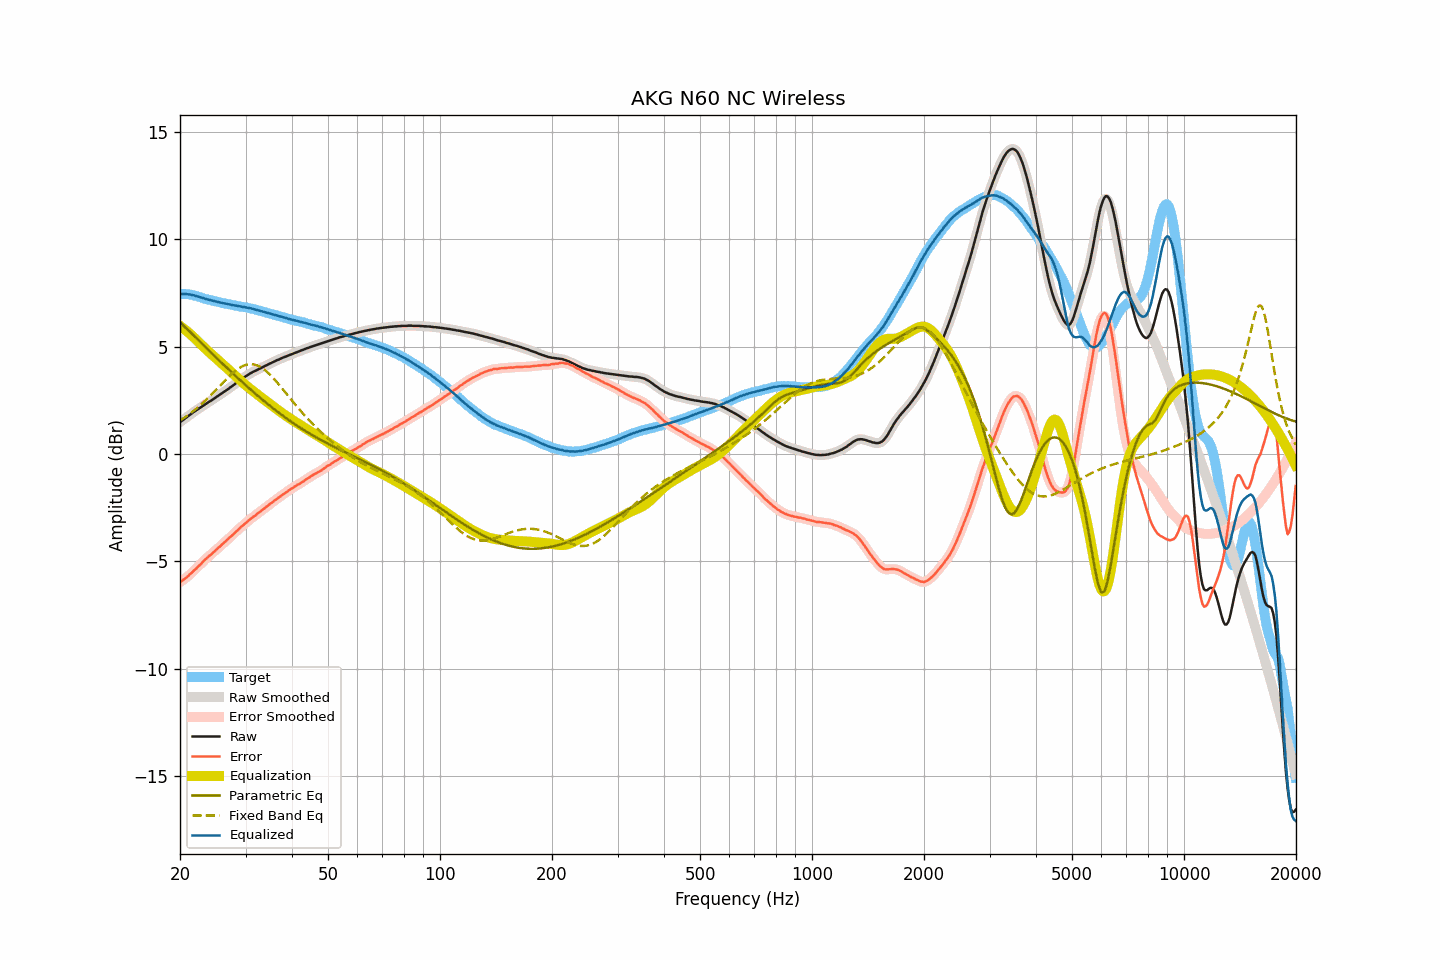 AKG N60 NC Wireless
15
10
5
0
−5
−10
−15
Amplitude (dBr)
Target
Raw Smoothed
Error Smoothed
Raw
Error
Equalization
Parametric Eq
Fixed Band Eq
Equalized
20 50 100 200 500 1000 2000 5000 10000 20000
Frequency (Hz)